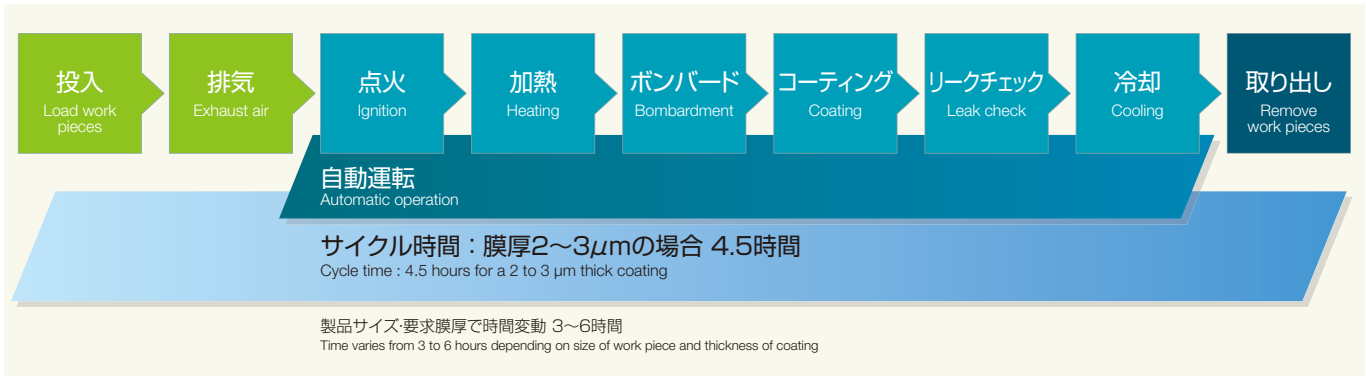 投入
Load work
pieces
排気
Exhaust air
点火
Ignition
加熱
Heating
ボンバード
Bombardment
コーティング
Coating
リークチェック
Leak check
冷却
Cooling
取り出し
Remove
work pieces
自動運転
Automatic operation
サイクル時間：膜厚2～3μmの場合 4.5時間
Cycle time : 4.5 hours for a 2 to 3 μm thick coating
製品サイズ・要求膜厚で時間変動 3～6時間
Time varies from 3 to 6 hours depending on size of work piece and thickness of coating